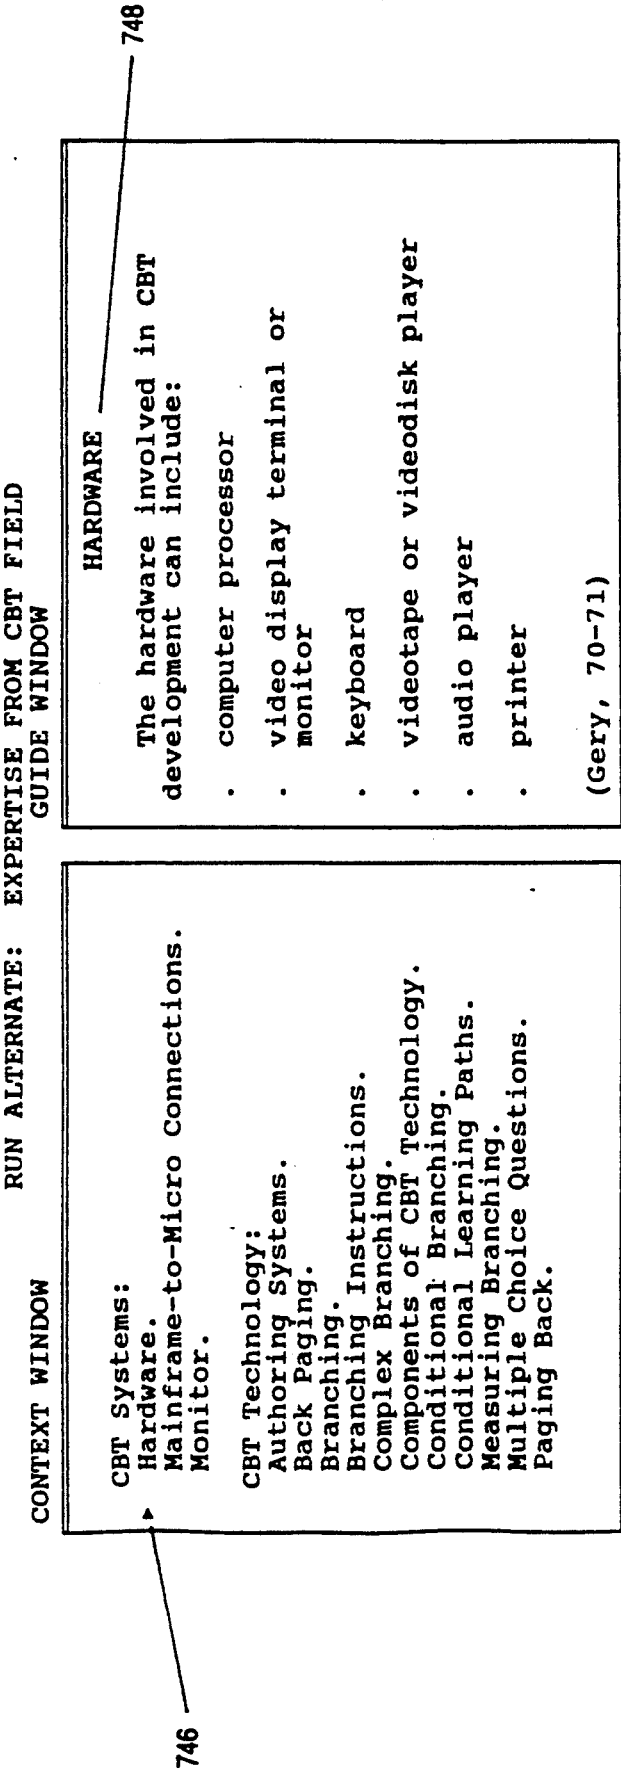 RUN ALTERNATE: EXPERTISE FROM CBT FIELD
CONTEXT WINDOW
GUIDE WINDOW
CBT Systems:
Hardware.
Mainframe-to-Micro Connections.
Monitor.
CBT Technology:
Authoring Systems.
Back Paging.
Branching.
Branching Instructions.
Complex Branching.
Components of CBT Technology.
Conditional Branching.
Conditional Learning Paths.
Measuring Branching.
Multiple Choice Questions.
Paging Back.
746
HARDWARE
The hardware involved in CBT
development can include:
. computer processor
. video display terminal or
monitor
. keyboard
. videotape or videodisk player
. audio player
. printer
(Gery, 70-71)
748